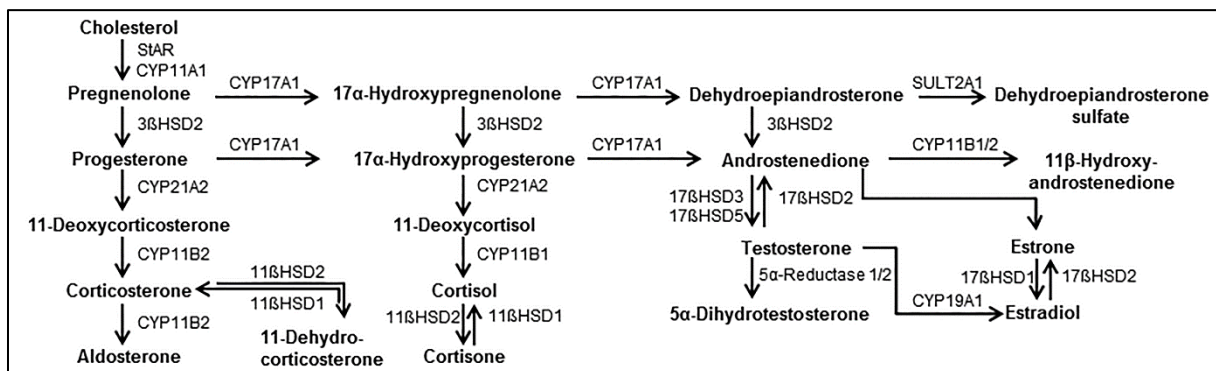 Cholesterol
StAR
CYP11A1
Pregnenolone
CYP17A1
17α-Hydroxypregnenolone
CYP17A1
Dehydroepiandrosterone
SULT2A1
Dehydroepiandrosterone
sulfate
3ßHSD2
3ßHSD2
3ßHSD2
Progesterone
CYP17A1
17α-Hydroxyprogesterone
CYP17A1
Androstenedione
CYP11B1/2
11β-Hydroxy-
androstenedione
CYP21A2
CYP21A2
17ßHSD3
17ßHSD5
17ßHSD2
11-Deoxycorticosterone
11-Deoxycortisol
Testosterone
Estrone
CYP11B2
CYP11B1
5α-Reductase 1/2
17ßHSD1
17ßHSD2
Corticosterone
11ßHSD2
11ßHSD1
Cortisol
CYP19A1
5α-Dihydrotestosterone
Estradiol
CYP11B2
11ßHSD2
11ßHSD1
Aldosterone
11-Dehydro-
corticosterone
Cortisone